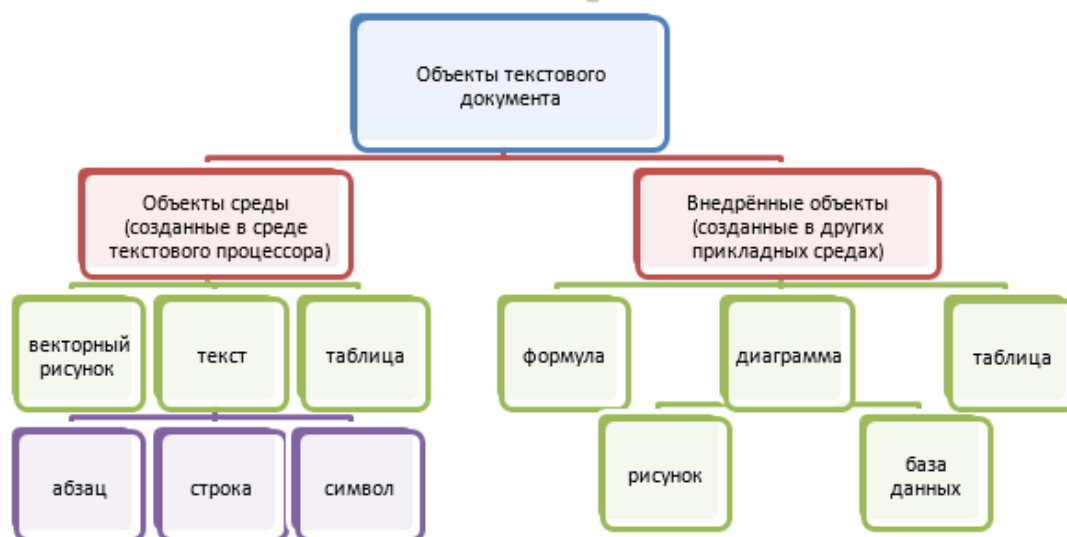 Объекты текстового
документа
Объекты среды
(созданные в среде
текстового процессора)
Внедрённые объекты
(созданные в других
прикладных средах)
векторный
рисунок
текст
таблица
формула
диаграмма
таблица
абзац
строка
символ
рисунок
база
данных